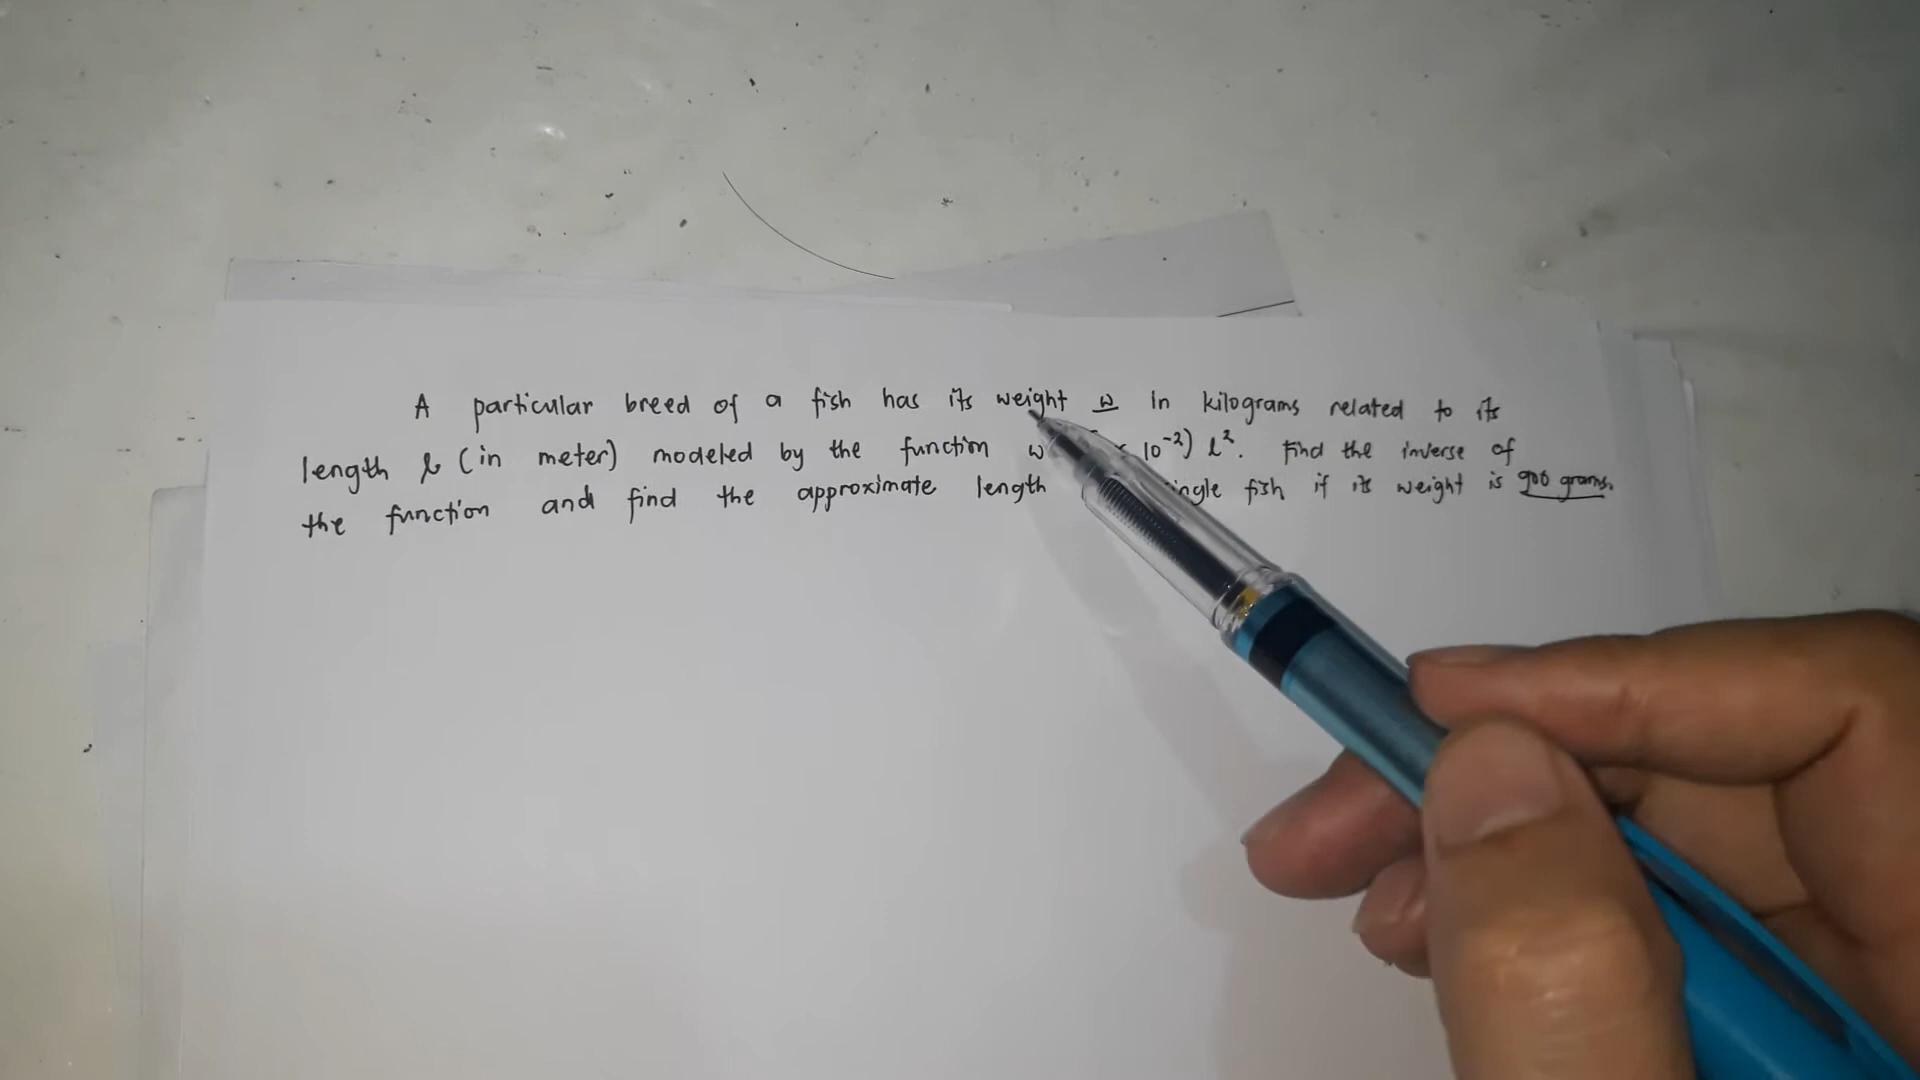 A particular breed of a fish has its weight w in kilograms related to its
length l (in meter) modeled by the function w 10⁻²) l². Find the inverse of
the function and find the approximate length fish if its weight is 900 grams.